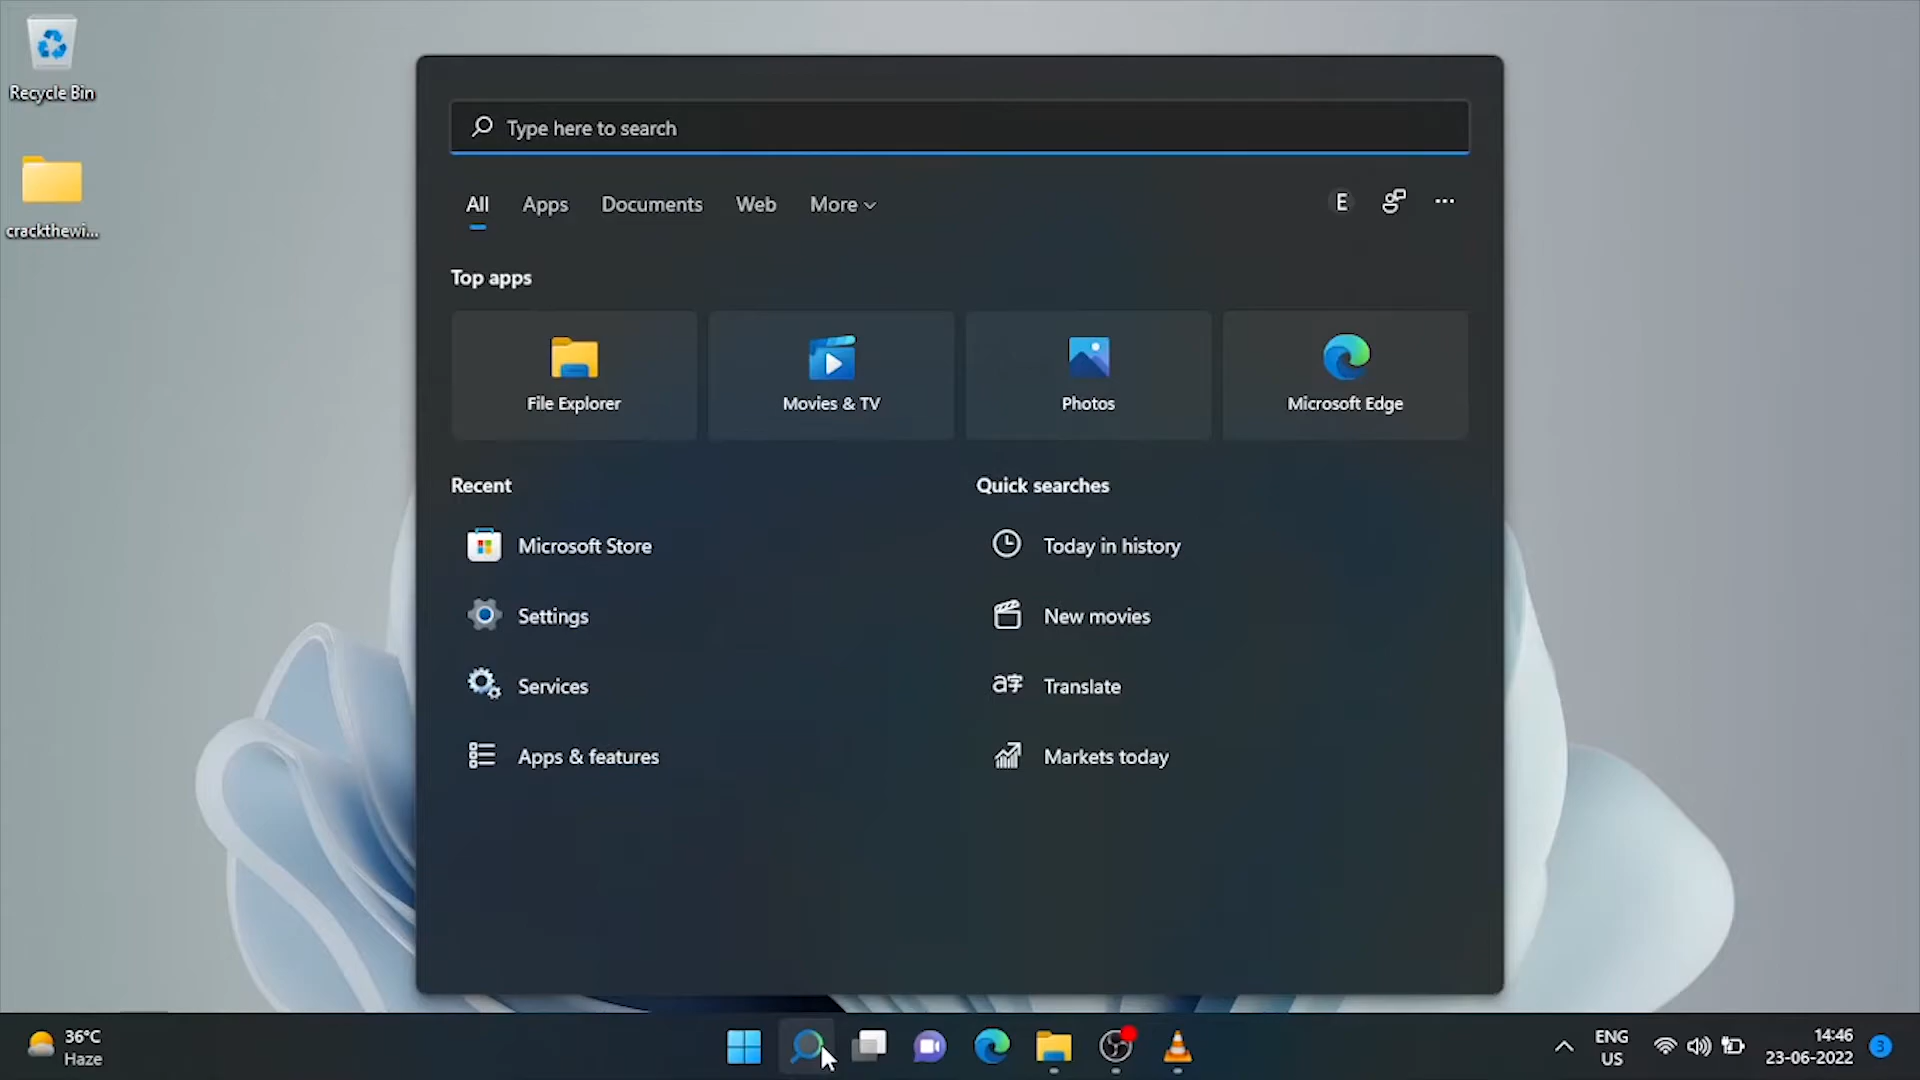 Recycle Bin
crackthewi...
Type here to search
All Apps Documents Web More
E
Top apps
File Explorer Movies & TV Photos Microsoft Edge
Recent
Microsoft Store
Settings
Services
Apps & features
Quick searches
Today in history
New movies
Translate
Markets today
36°C
Haze
ENG
US
14:46
23-06-2022
3